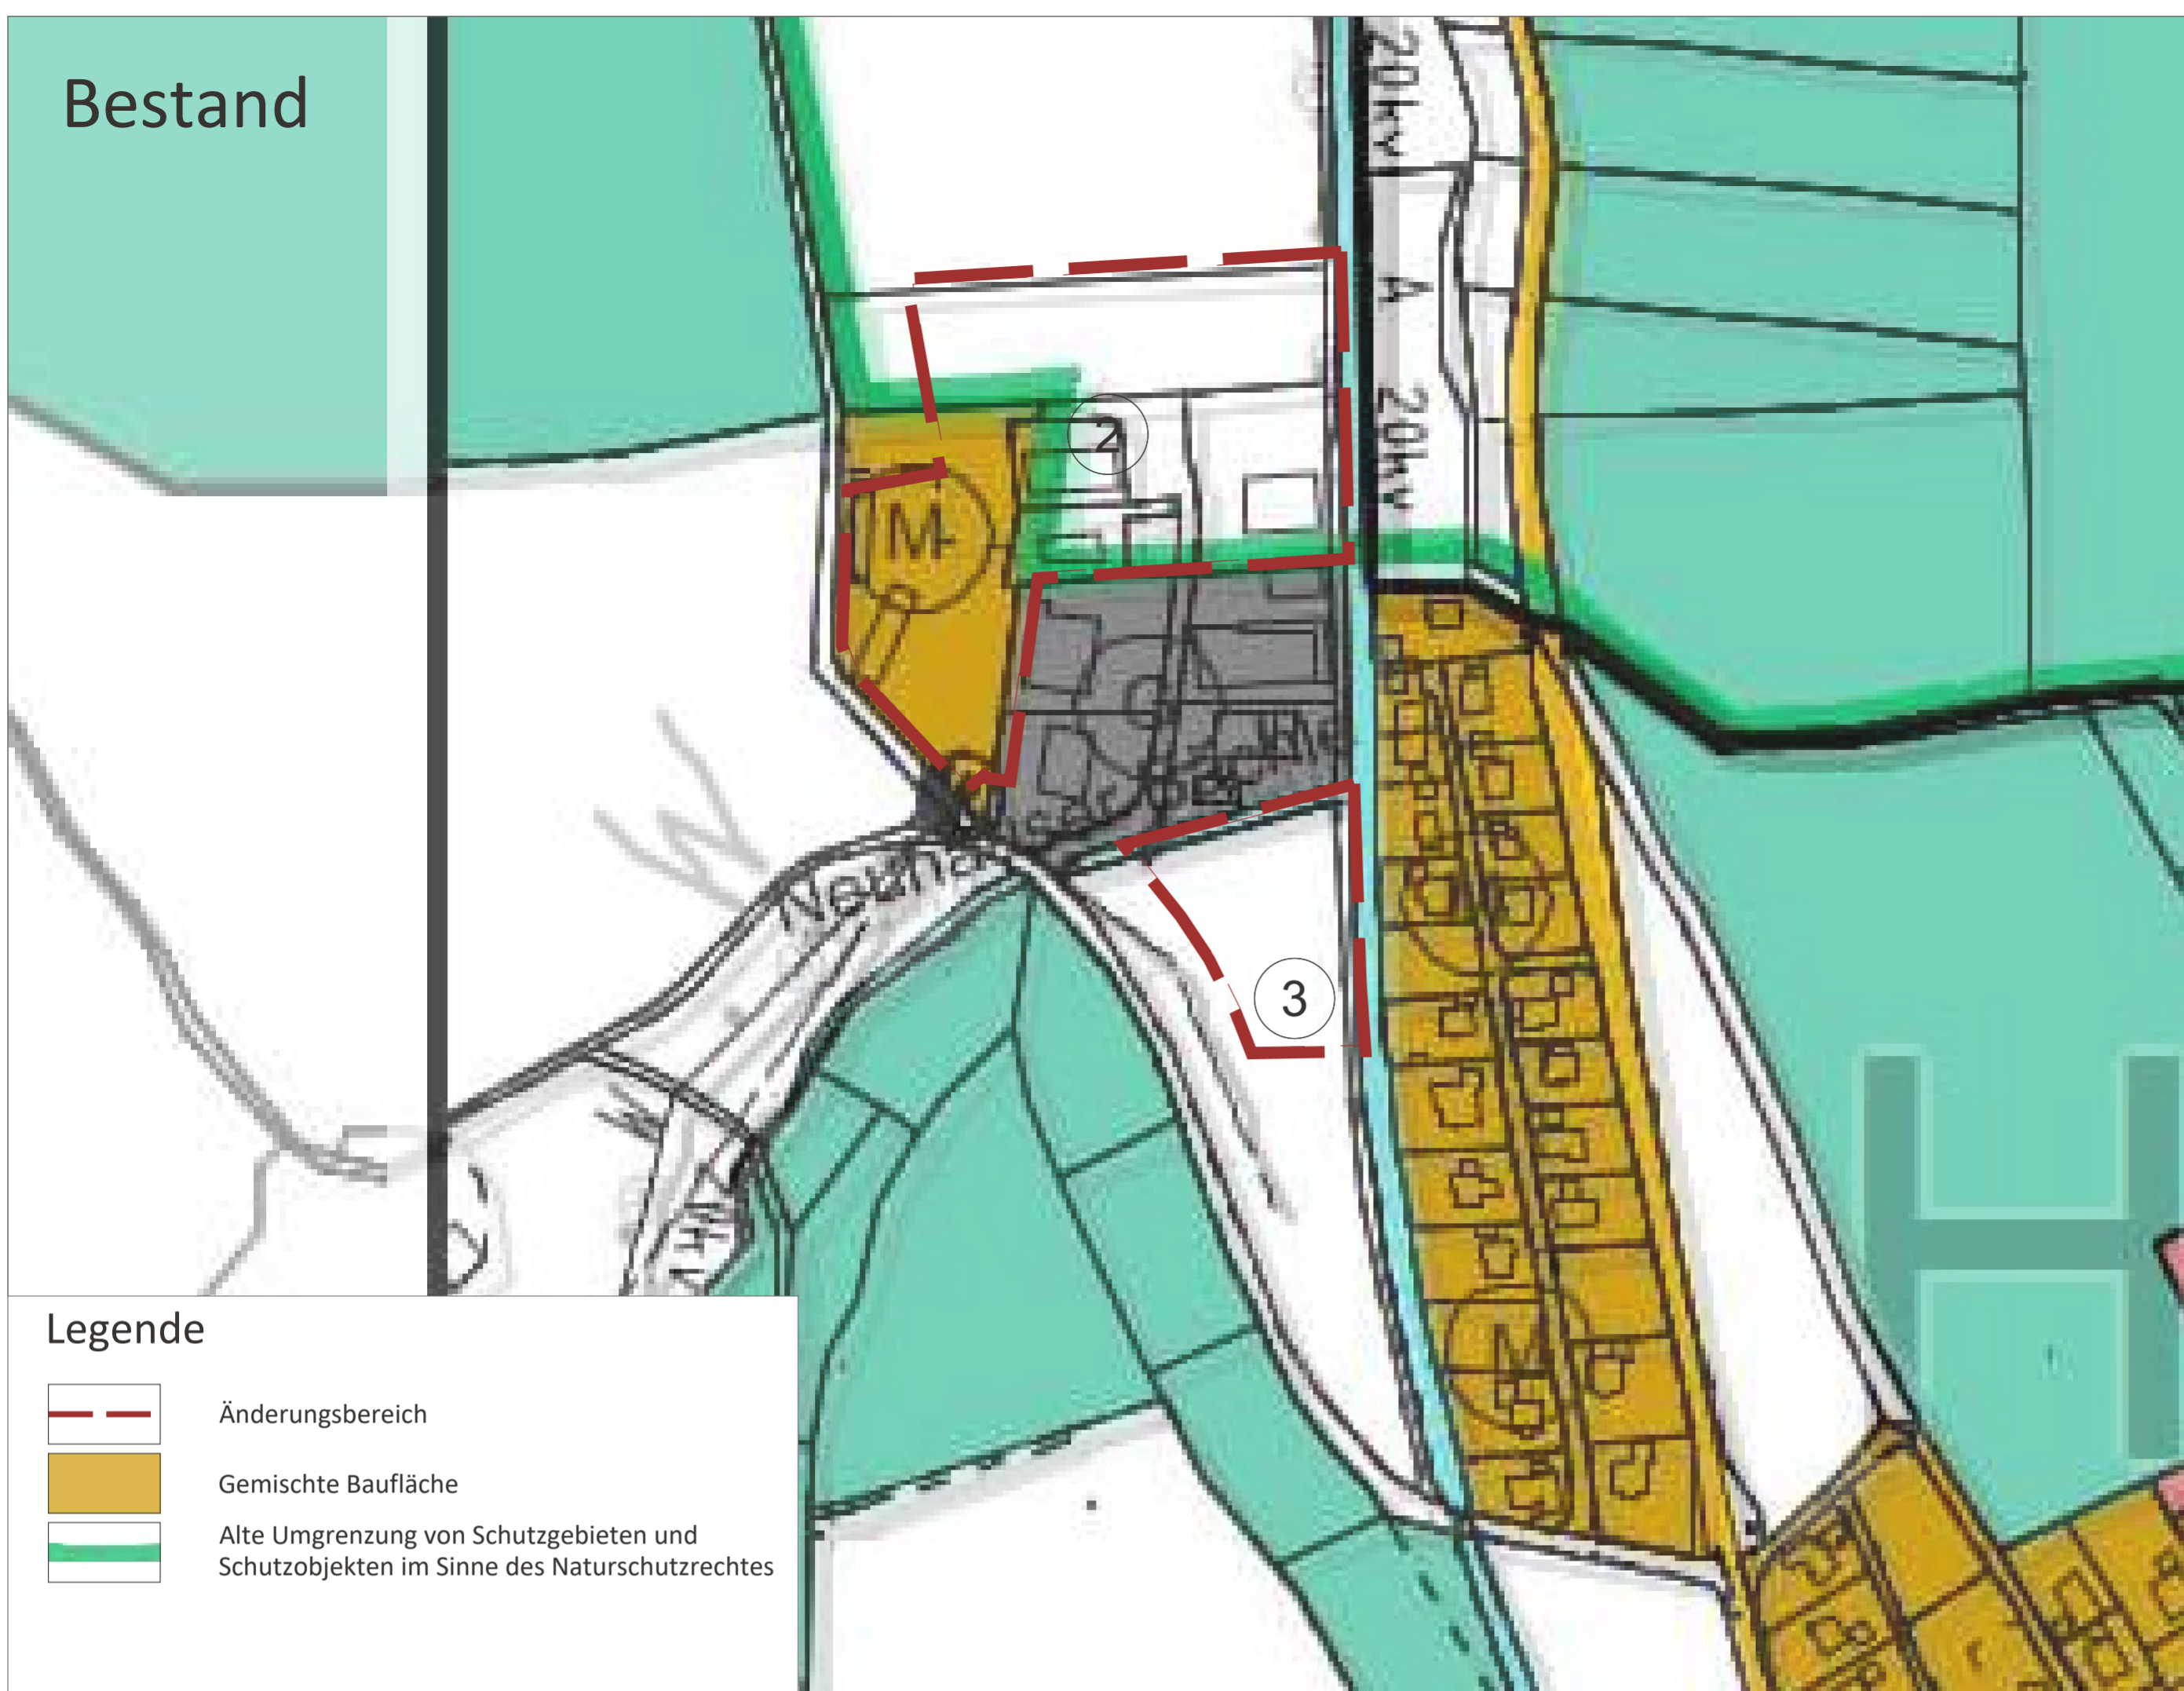 Bestand
20kv
A
20kv
2
M
3
H
Legende
Änderungsbereich
Gemischte Baufläche
Alte Umgrenzung von Schutzgebieten und
Schutzobjekten im Sinne des Naturschutzrechtes